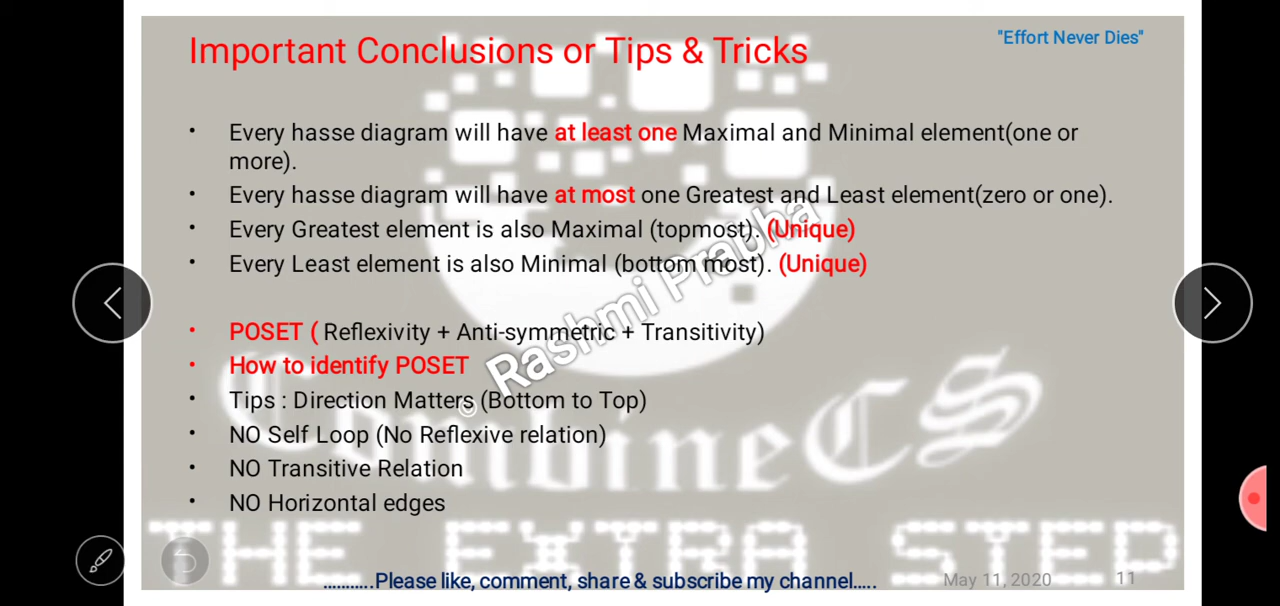 Important Conclusions or Tips & Tricks
"Effort Never Dies"
• Every hasse diagram will have at least one Maximal and Minimal element(one or
more).
• Every hasse diagram will have at most one Greatest and Least element(zero or one).
• Every Greatest element is also Maximal (topmost). (Unique)
• Every Least element is also Minimal (bottom most). (Unique)
• POSET ( Reflexivity + Anti-symmetric + Transitivity)
• How to identify POSET
• Tips : Direction Matters (Bottom to Top)
• NO Self Loop (No Reflexive relation)
• NO Transitive Relation
• NO Horizontal edges
© Rashmi Prabha
CombineCS
THE EXTRA STEP
...........Please like, comment, share & subscribe my channel.....
May 11, 2020
11